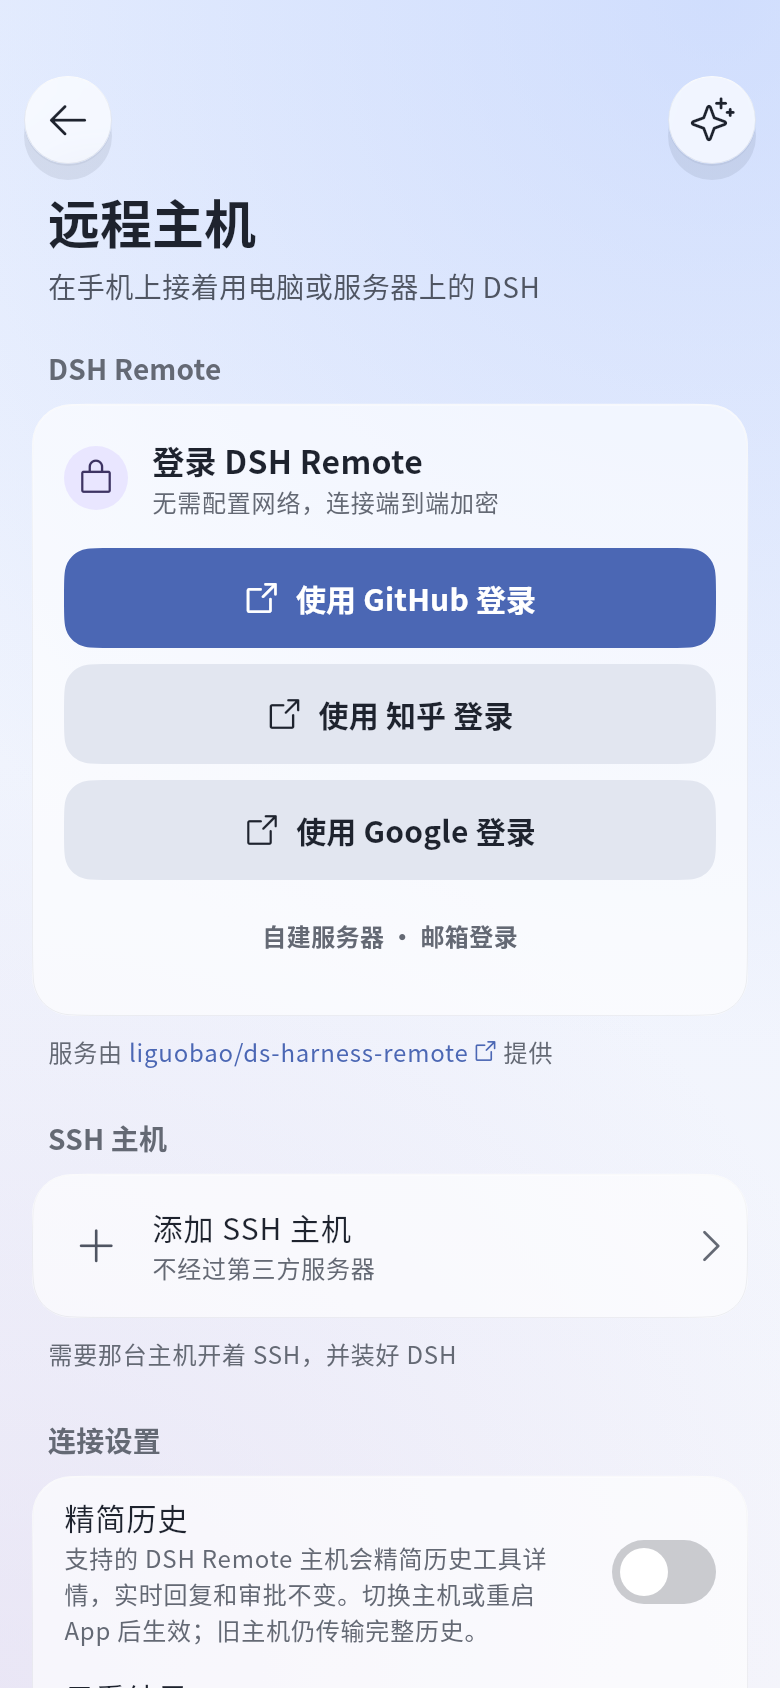 远程主机
在手机上接着用电脑或服务器上的 DSH
DSH Remote
登录 DSH Remote
无需配置网络，连接端到端加密
使用 GitHub 登录
使用 知乎 登录
使用 Google 登录
自建服务器 · 邮箱登录
服务由 liguobao/ds-harness-remote 提供
SSH 主机
添加 SSH 主机
不经过第三方服务器
需要那台主机开着 SSH，并装好 DSH
连接设置
精简历史
支持的 DSH Remote 主机会精简历史工具详
情，实时回复和审批不变。切换主机或重启
App 后生效；旧主机仍传输完整历史。